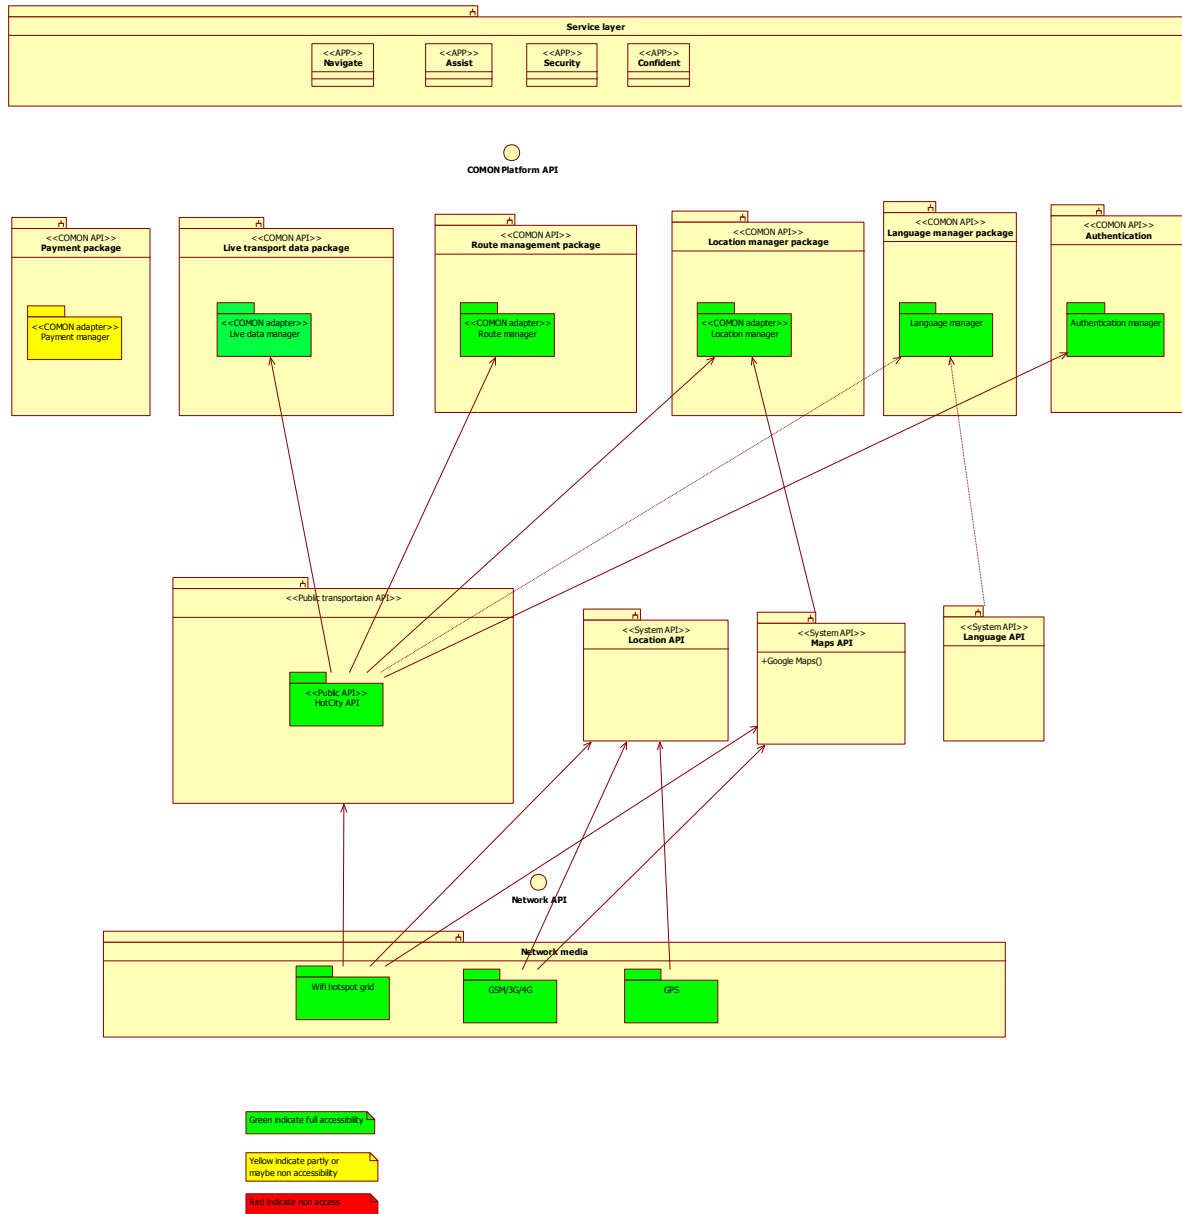 Service layer
<<APP>>
Navigate
<<APP>>
Assist
<<APP>>
Security
<<APP>>
Confident
COMON Platform API
<<COMON API>>
Payment package
<<COMON adapter>>
Payment manager
<<COMON API>>
Live transport data package
<<COMON adapter>>
Live data manager
<<COMON API>>
Route management package
<<COMON adapter>>
Route manager
<<COMON API>>
Location manager package
<<COMON adapter>>
Location manager
<<COMON API>>
Language manager package
Language manager
<<COMON API>>
Authentication
Authentication manager
<<Public transportaion API>>
<<Public API>>
HotCity API
<<System API>>
Location API
<<System API>>
Maps API
+Google Maps()
<<System API>>
Language API
Network API
Network media
Wifi hotspot grid
GSM/3G/4G
GPS
Green indicate full accessibility
Yellow indicate partly or
maybe non accessibility
Red indicate non access